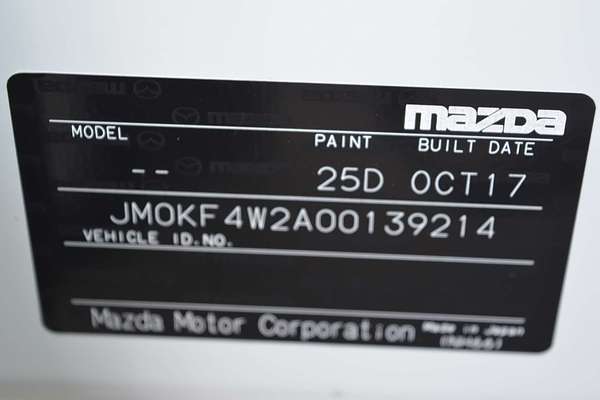 mazda
MODEL PAINT BUILT DATE
-- 25D OCT17
JM0KF4W2A00139214
VEHICLE ID.NO.
Mazda Motor Corporation Made in Japan